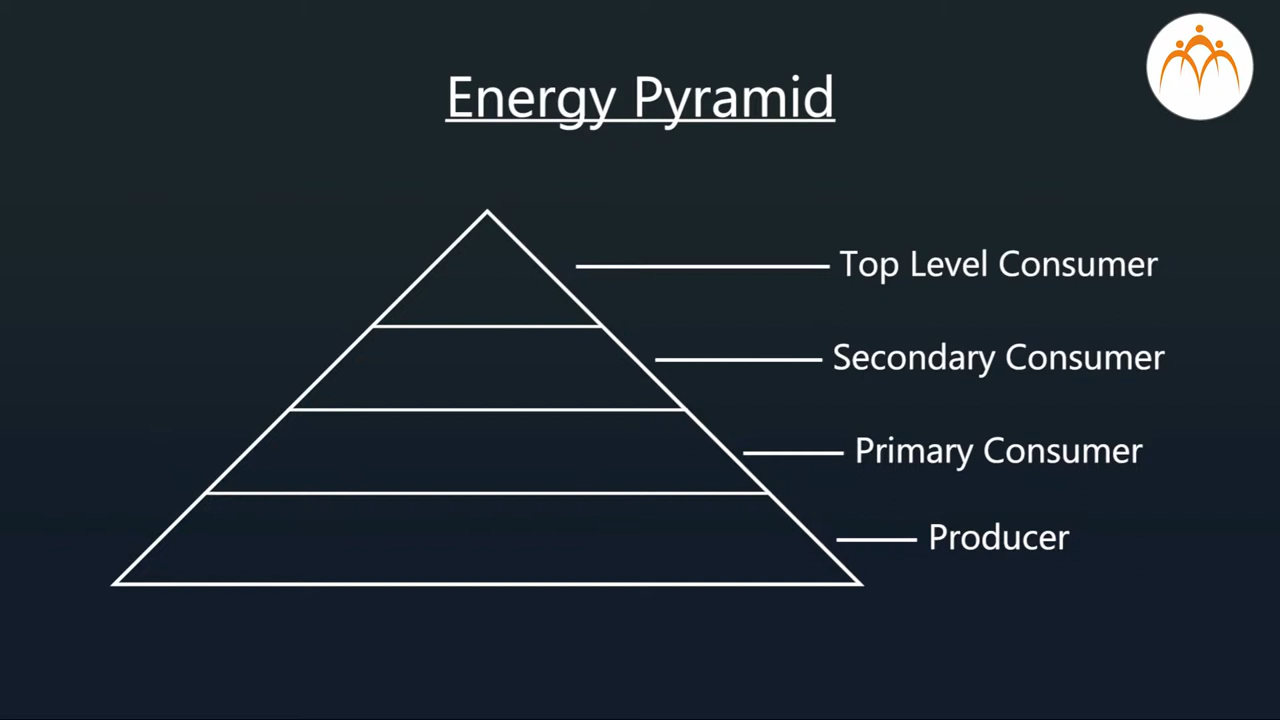 Energy Pyramid
Top Level Consumer
Secondary Consumer
Primary Consumer
Producer